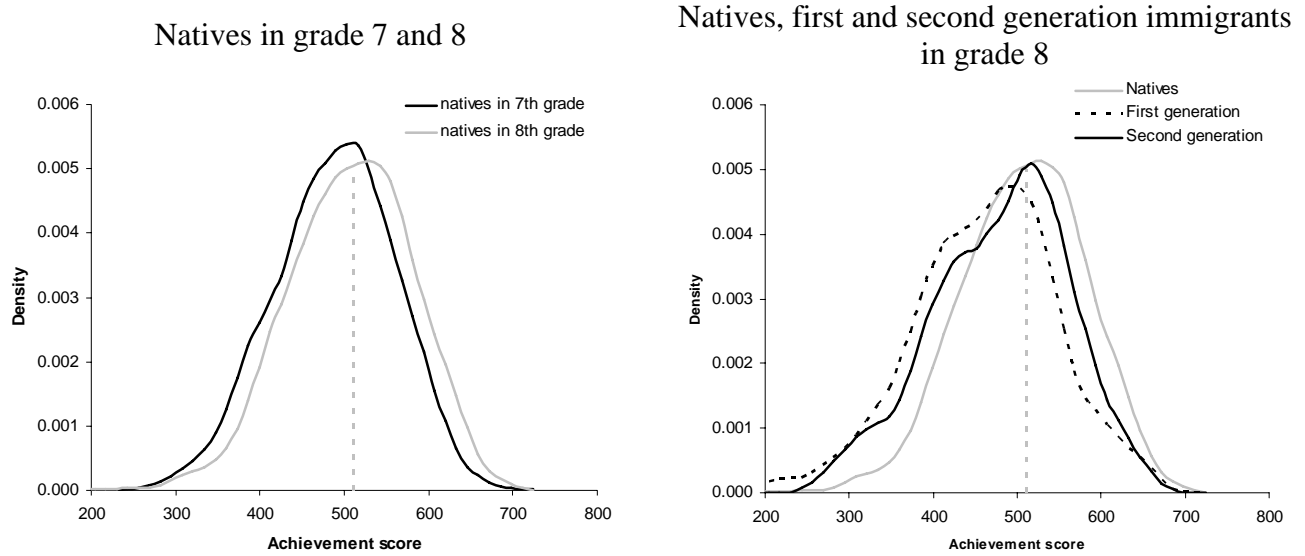 Natives in grade 7 and 8
0.006
0.005
0.004
0.003
0.002
0.001
0.000
Density
natives in 7th grade
natives in 8th grade
200 300 400 500 600 700 800
Achievement score
Natives, first and second generation immigrants
in grade 8
0.006
0.005
0.004
0.003
0.002
0.001
0.000
Density
Natives
First generation
Second generation
200 300 400 500 600 700 800
Achievement score